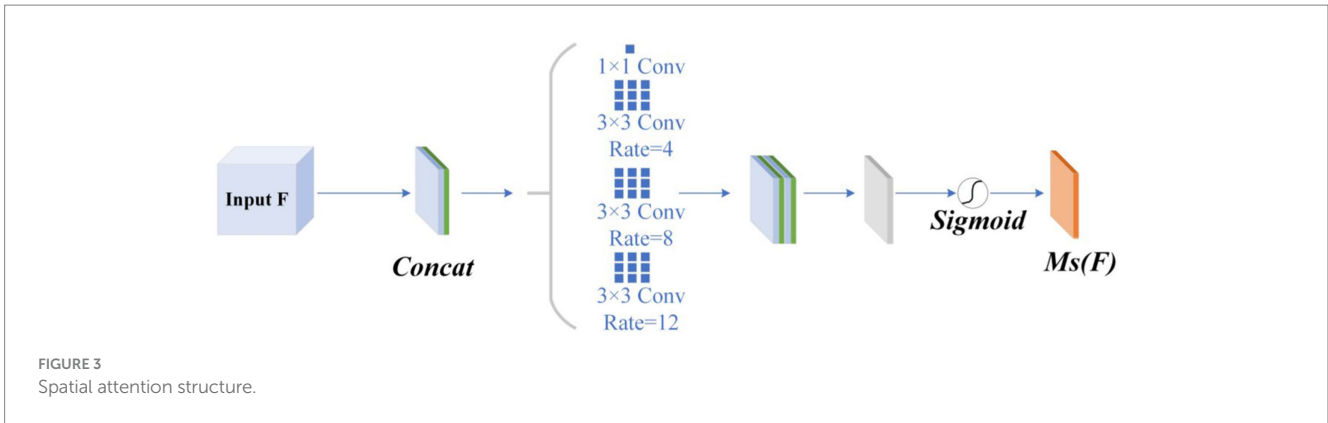 1×1 Conv
3×3 Conv
Rate=4
Input F
3×3 Conv
Rate=8
Sigmoid
Concat
Ms(F)
3×3 Conv
Rate=12
FIGURE 3
Spatial attention structure.